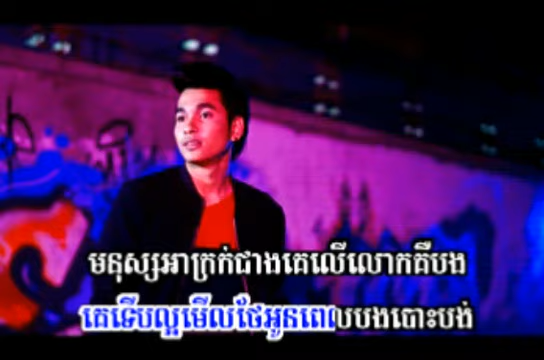 មនុស្សអាក្រក់ជាងគេលើលោកគឺបង
គេទើបល្អមើលថែអូនពេលបងបោះបង់